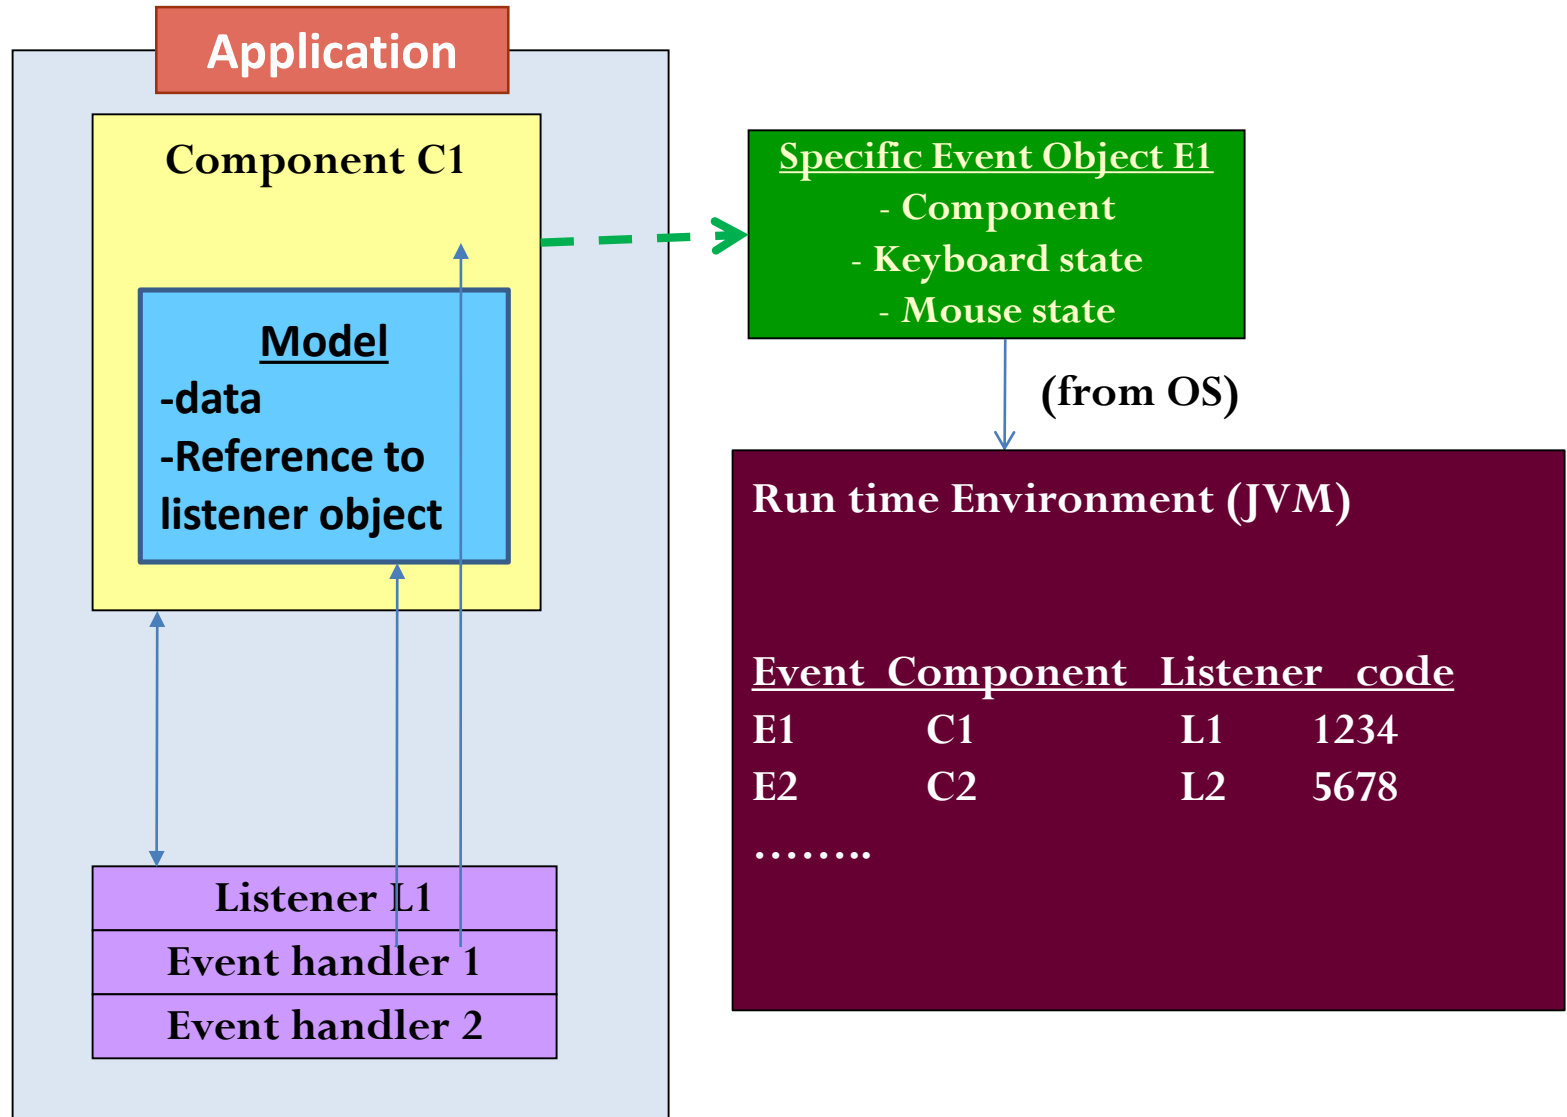 Application
Component C1
Model
-data
-Reference to
listener object
Listener L1
Event handler 1
Event handler 2
Specific Event Object E1
- Component
- Keyboard state
- Mouse state
(from OS)
Run time Environment (JVM)
Event Component Listener code
E1 C1 L1 1234
E2 C2 L2 5678
........